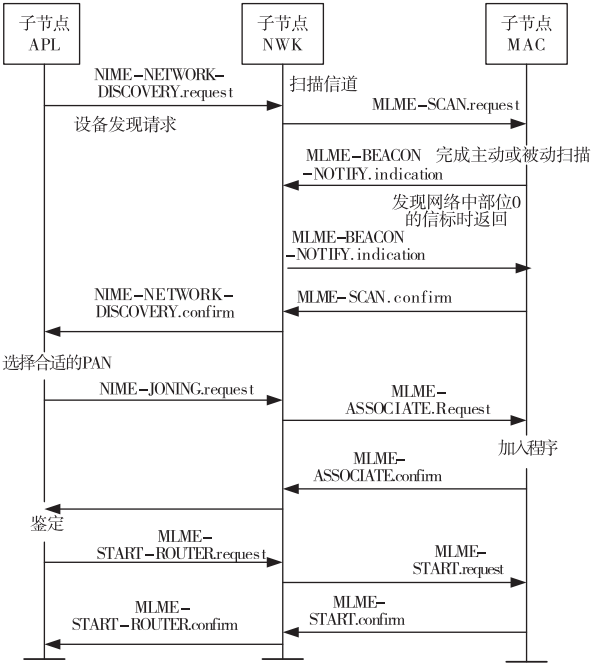 子节点
APL
子节点
NWK
子节点
MAC
NIME-NETWORK-
DISCOVERY.request
扫描信道
MLME-SCAN.request
设备发现请求
MLME-BEACON
-NOTIFY. indication
完成主动或被动扫描
发现网络中部位0
的信标时返回
MLME-BEACON
-NOTIFY. indication
NIME-NETWORK-
DISCOVERY.confirm
MLME-SCAN. confirm
选择合适的PAN
NIME-JONING.request
MLME-
ASSOCIATE.Request
加入程序
MLME-
ASSOCIATE.confirm
鉴定
MLME-
START-ROUTER.request
MLME-
START.request
MLME-
START.confirm
MLME-
START-ROUTER.confirm